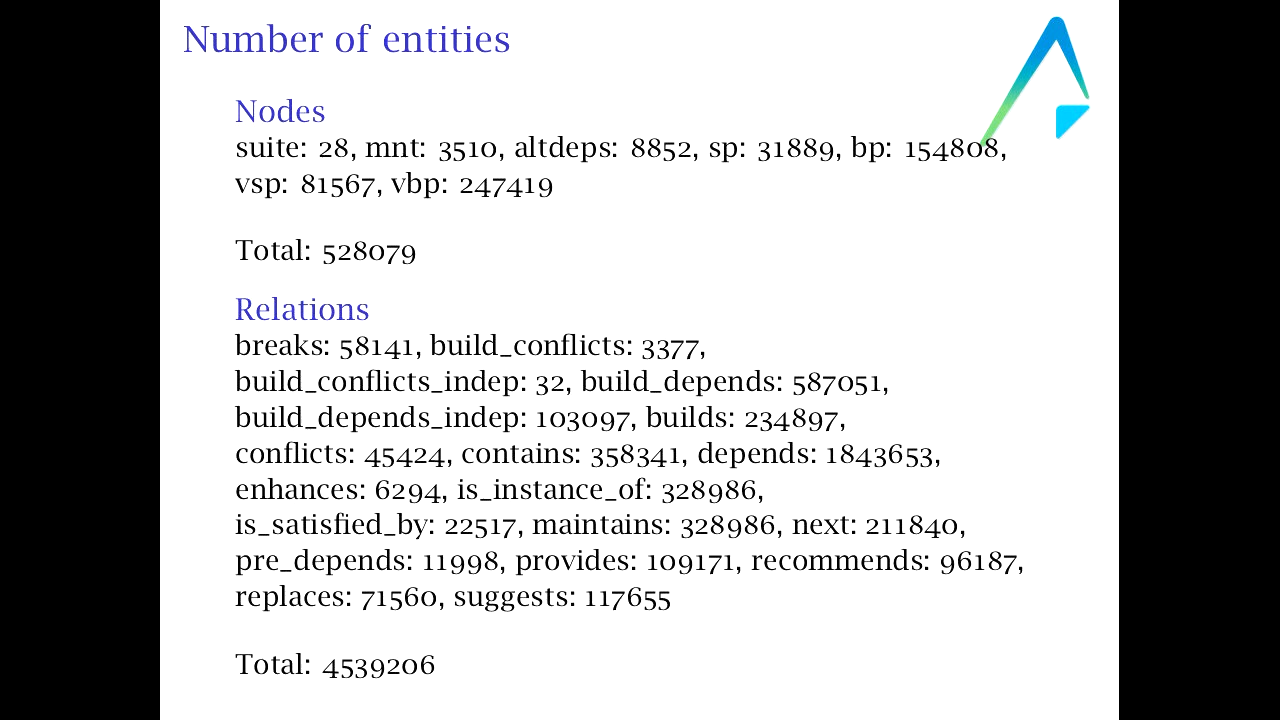 Number of entities
Nodes
suite: 28, mnt: 3510, altdeps: 8852, sp: 31889, bp: 154808,
vsp: 81567, vbp: 247419
Total: 528079
Relations
breaks: 58141, build_conflicts: 3377,
build_conflicts_indep: 32, build_depends: 587051,
build_depends_indep: 103097, builds: 234897,
conflicts: 45424, contains: 358341, depends: 1843653,
enhances: 6294, is_instance_of: 328986,
is_satisfied_by: 22517, maintains: 328986, next: 211840,
pre_depends: 11998, provides: 109171, recommends: 96187,
replaces: 71560, suggests: 117655
Total: 4539206